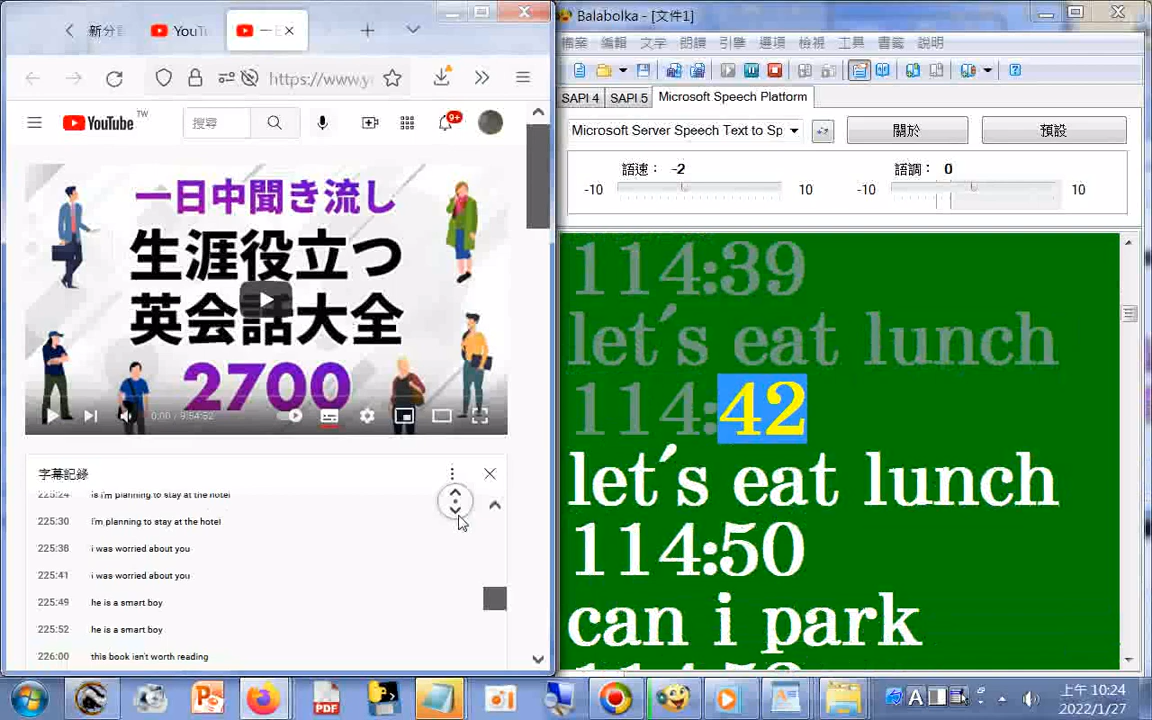 新分
YouTu
一E
https://www.y
YouTube TW
搜尋
9+
一日中聞き流し
生涯役立つ
英会話大全
2700
0:00 / 9:54:52
字幕記錄
225:24 is i'm planning to stay at the hotel
225:30 i'm planning to stay at the hotel
225:38 i was worried about you
225:41 i was worried about you
225:49 he is a smart boy
225:52 he is a smart boy
226:00 this book isn't worth reading
Balabolka - [文件1]
檔案 編輯 文字 朗讀 引擎 選項 檢視 工具 書籤 說明
SAPI 4 SAPI 5 Microsoft Speech Platform
Microsoft Server Speech Text to Sp
關於 預設
語速： -2 語調： 0
-10 10 -10 10
114:39
let's eat lunch
114:42
let's eat lunch
114:50
can i park
PDF
A
上午 10:24
2022/1/27